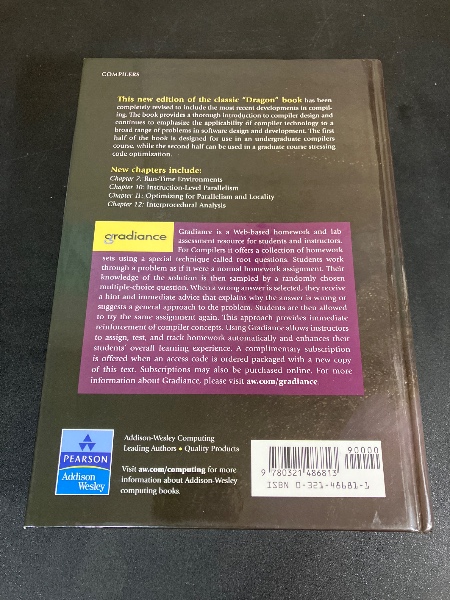 COMPILERS
This new edition of the classic "Dragon" book has been
completely revised to include the most recent developments in compil-
ing. The book provides a thorough introduction to compiler design and
continues to emphasize the applicability of compiler technology to a
broad range of problems in software design and development. The first
half of the book is designed for use in an undergraduate compilers
course, while the second half can be used in a graduate course stressing
code optimization.
New chapters include:
Chapter 7: Run-Time Environments
Chapter 10: Instruction-Level Parallelism
Chapter 11: Optimizing for Parallelism and Locality
Chapter 12: Interprocedural Analysis
gradiance
Gradiance is a Web-based homework and lab
assessment resource for students and instructors.
For Compilers it offers a collection of homework
sets using a special technique called root questions. Students work
through a problem as if it were a normal homework assignment. Their
knowledge of the solution is then sampled by a randomly chosen
multiple-choice question. When a wrong answer is selected, they receive
a hint and immediate advice that explains why the answer is wrong or
suggests a general approach to the problem. Students are then allowed
to try the same assignment again. This approach provides immediate
reinforcement of compiler concepts. Using Gradiance allows instructors
to assign, test, and track homework automatically and enhances their
students' overall learning experience. A complimentary subscription
is offered when an access code is ordered packaged with a new copy
of this text. Subscriptions may also be purchased online. For more
information about Gradiance, please visit aw.com/gradiance.
PEARSON
Addison
Wesley
Addison-Wesley Computing
Leading Authors • Quality Products
Visit aw.com/computing for more
information about Addison-Wesley
computing books.
90000
9 780321 486813
ISBN 0-321-48681-1